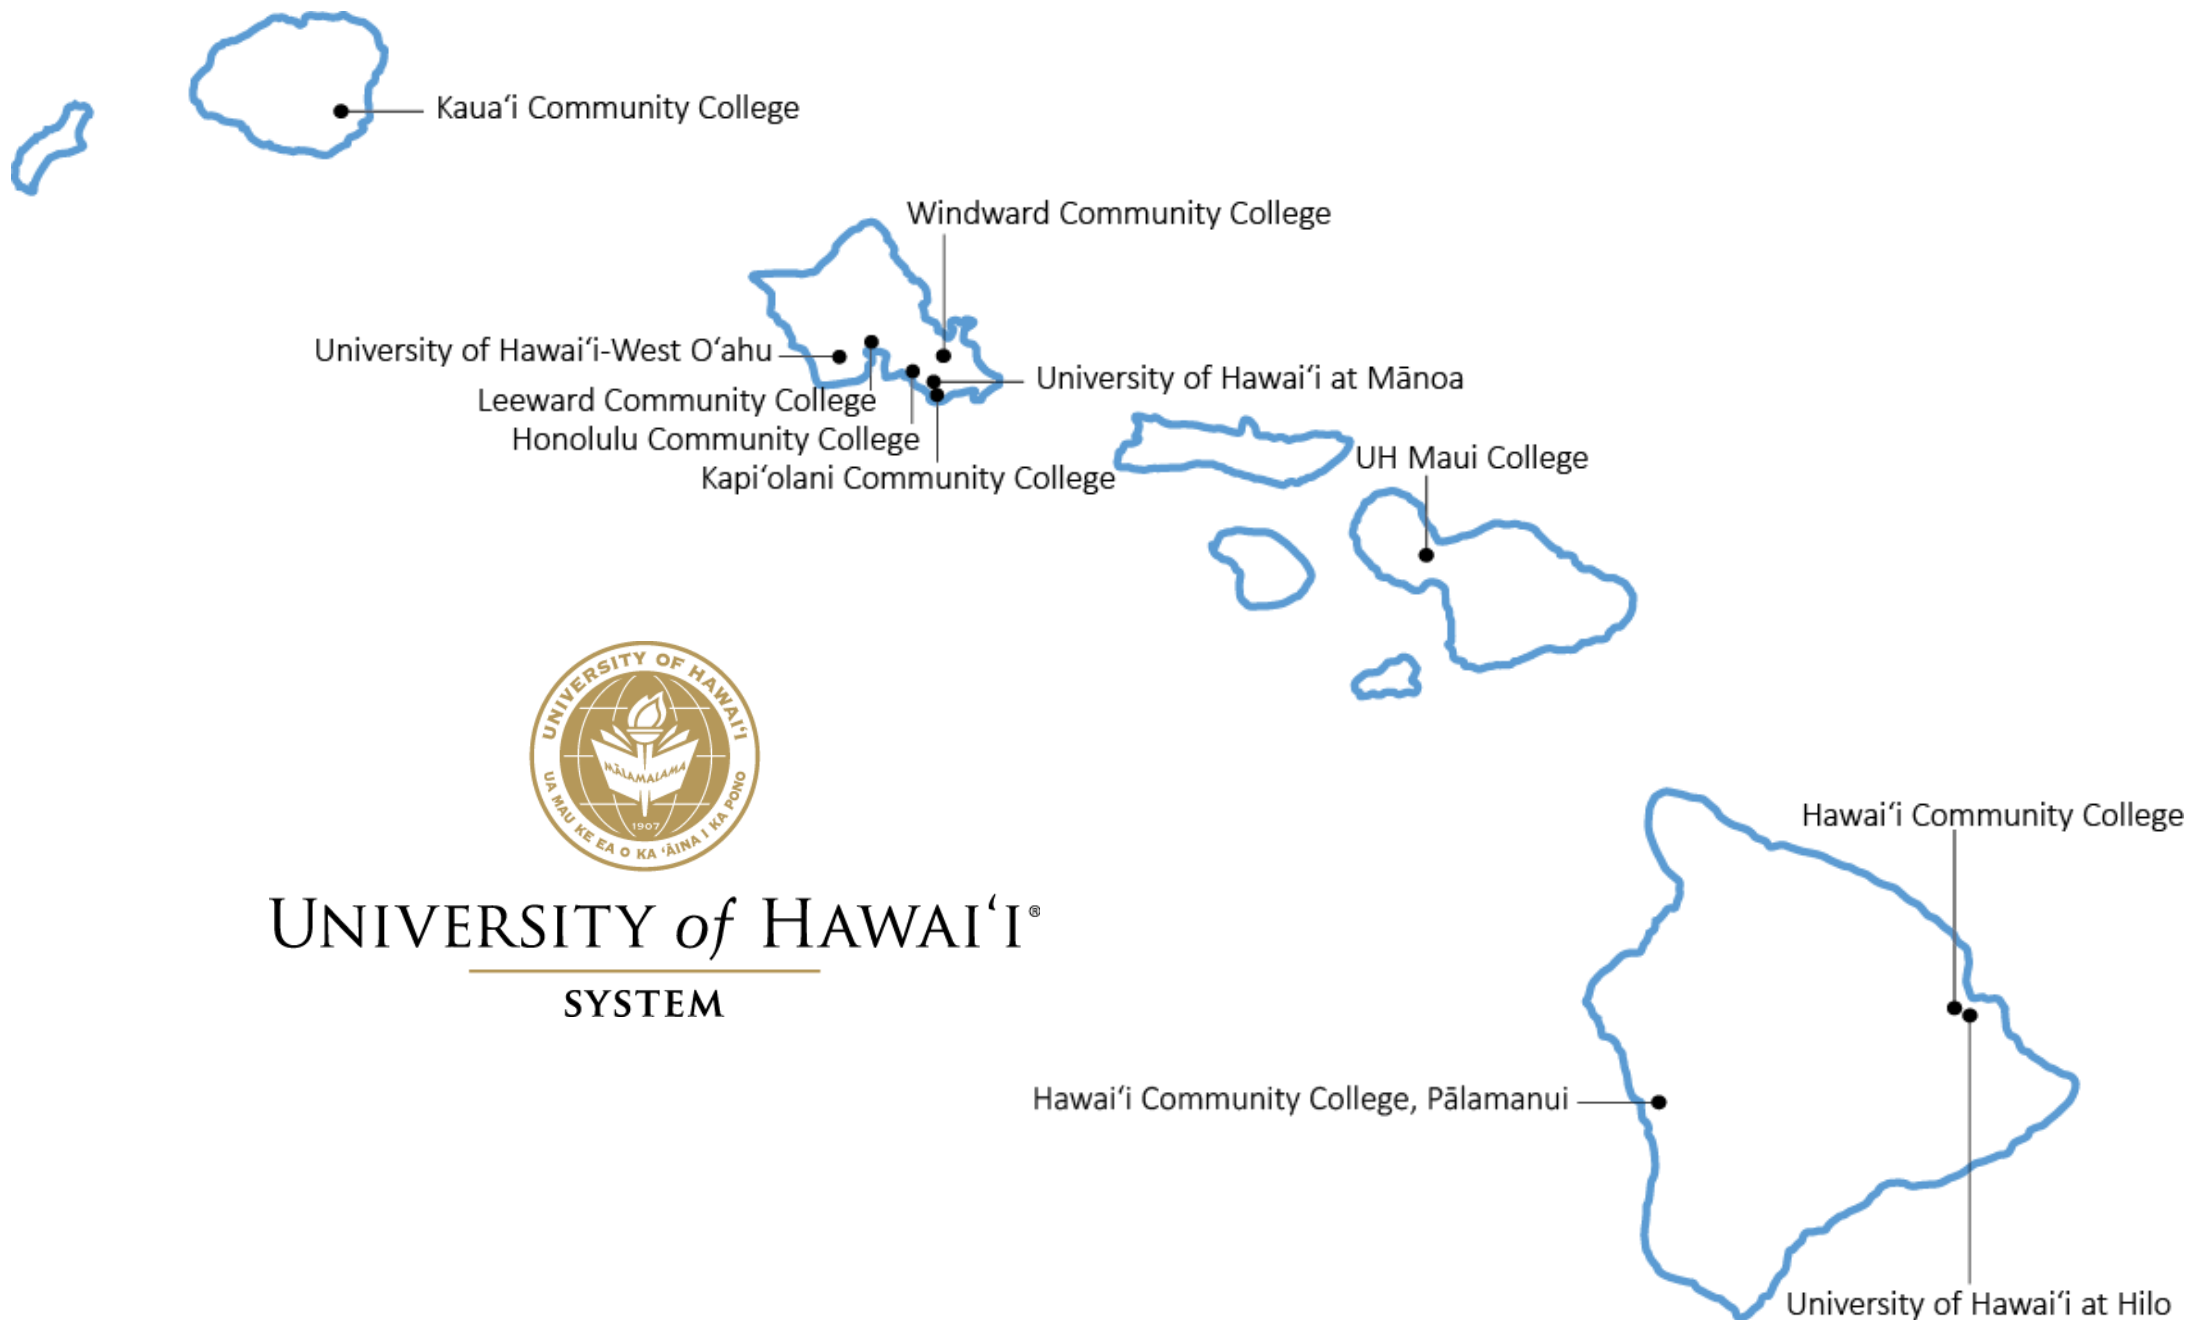 Kauaʻi Community College
Windward Community College
University of Hawaiʻi-West Oʻahu
University of Hawaiʻi at Mānoa
Leeward Community College
Honolulu Community College
UH Maui College
Kapiʻolani Community College
UNIVERSITY OF HAWAIʻI
MĀLAMALAMA
1907
UA MAU KE EA O KA ʻĀINA I KA PONO
UNIVERSITY of HAWAIʻI®
SYSTEM
Hawaiʻi Community College
Hawaiʻi Community College, Pālamanui
University of Hawaiʻi at Hilo